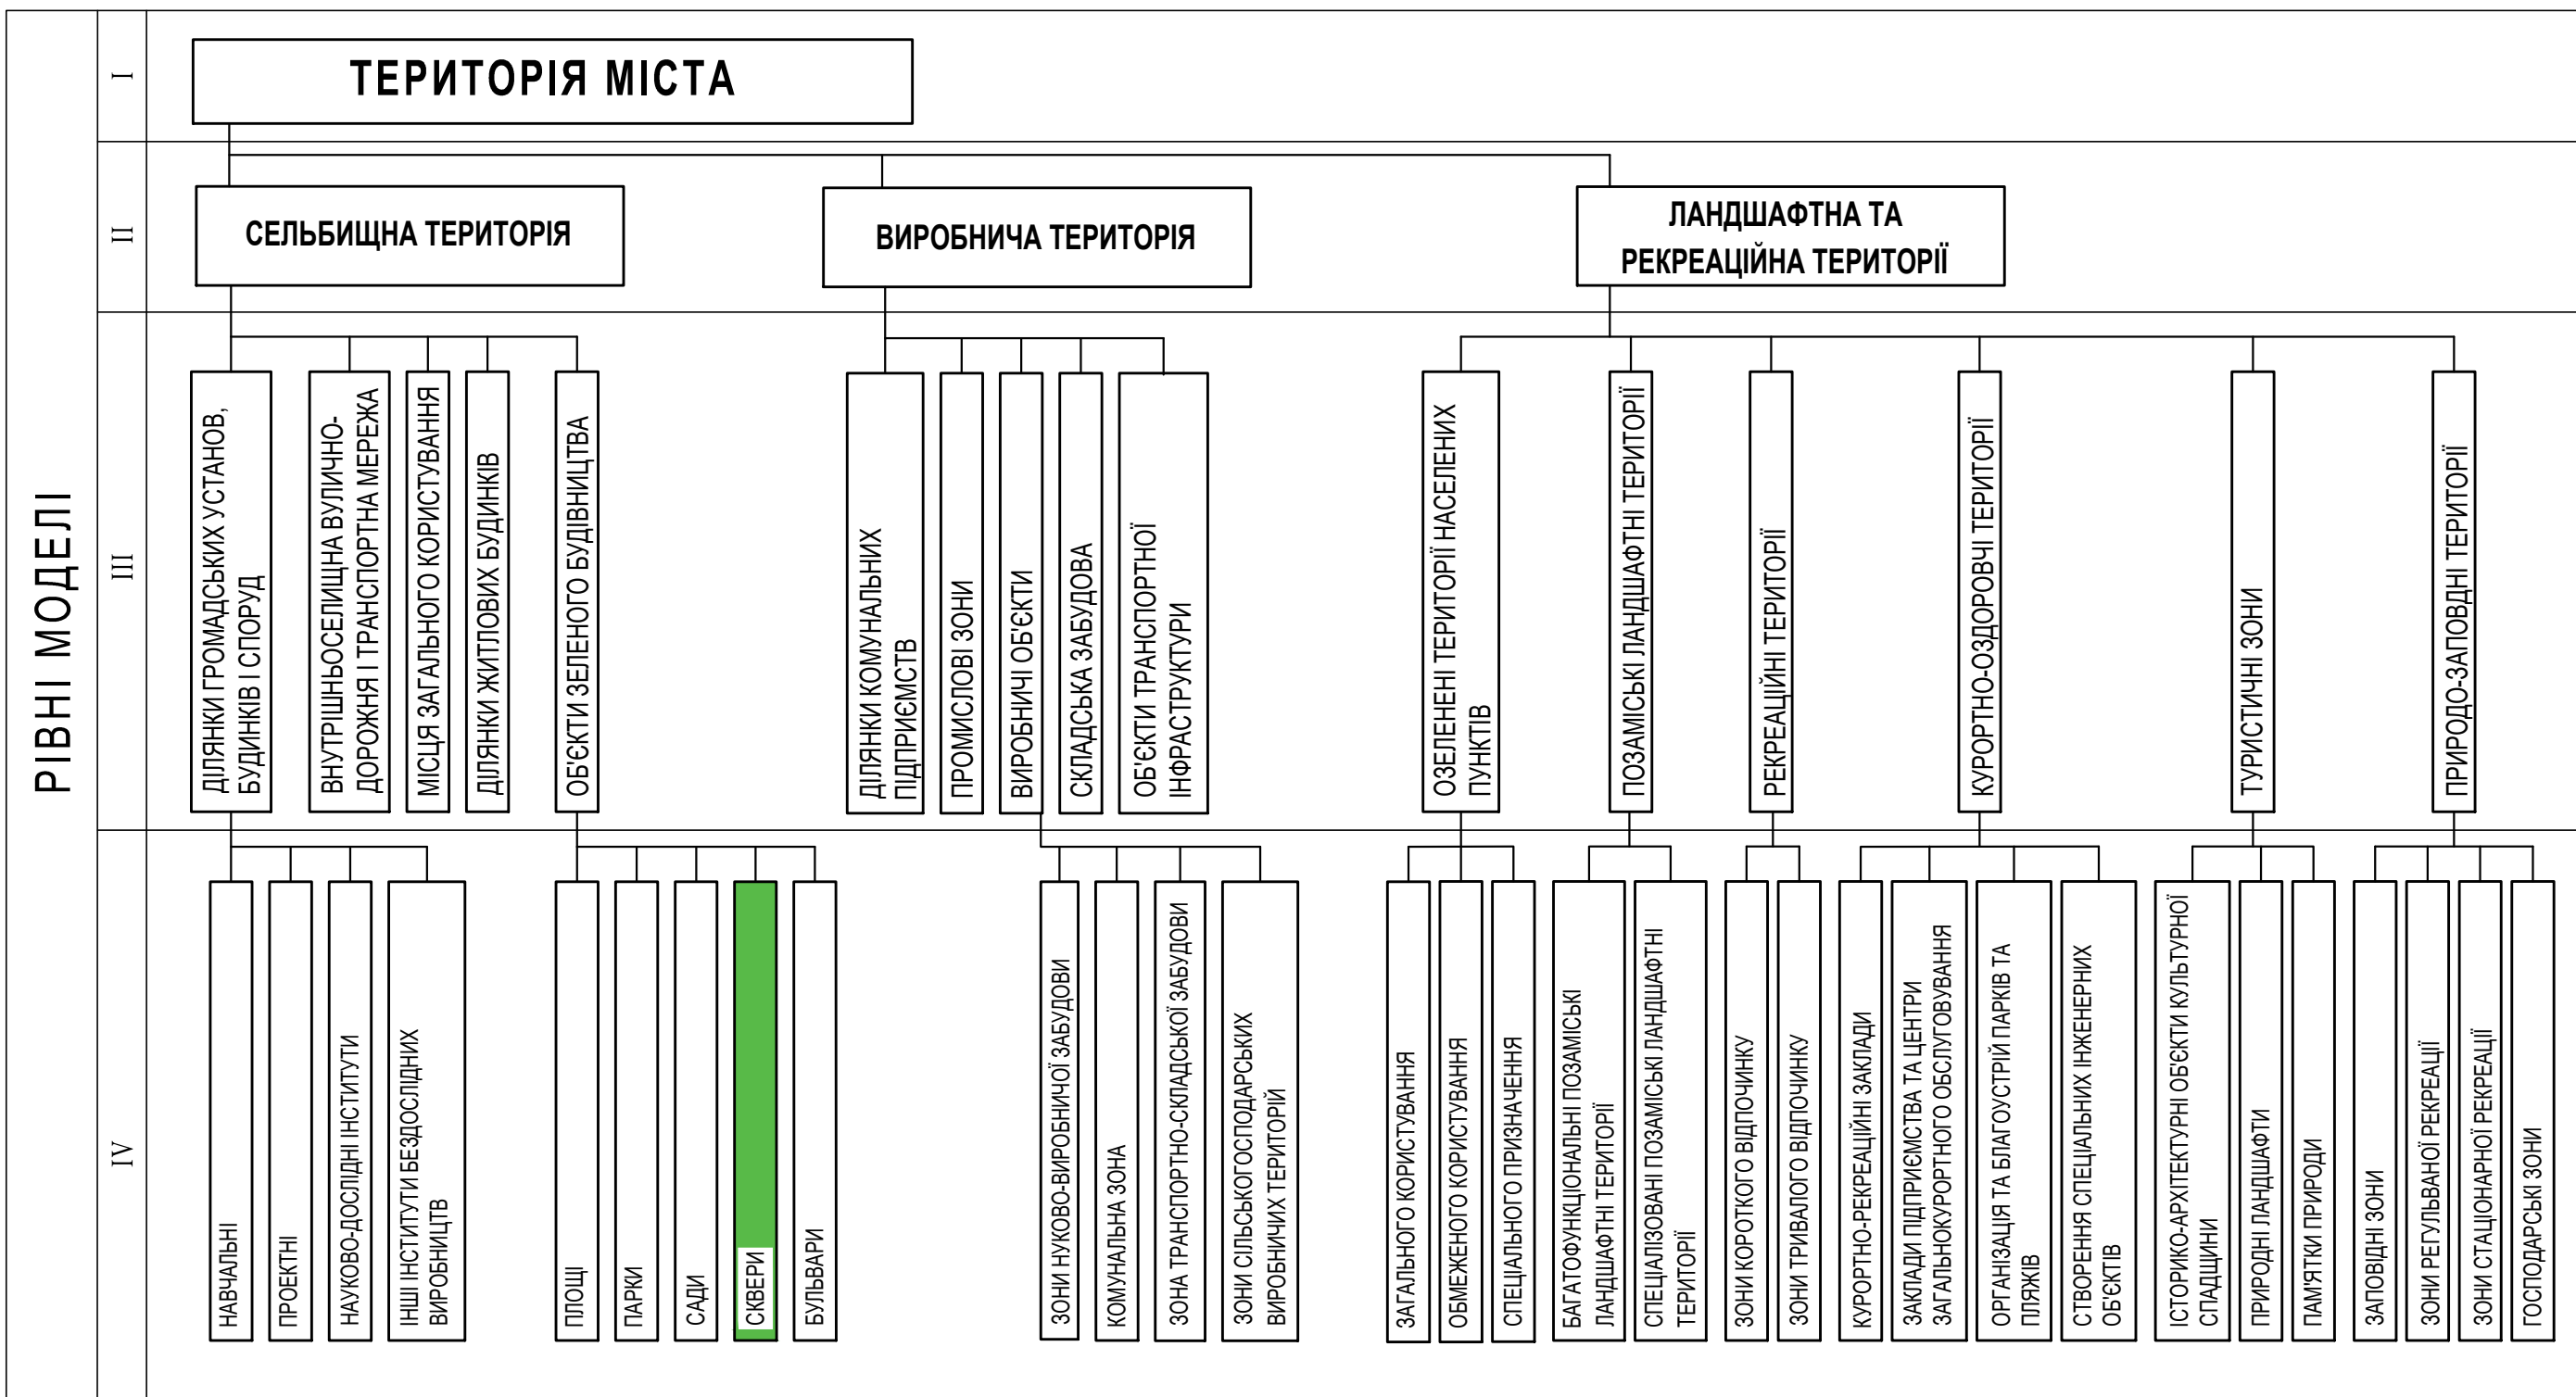 РІВНІ МОДЕЛІ
I
ТЕРИТОРІЯ МІСТА
II
СЕЛЬБИЩНА ТЕРИТОРІЯ
ВИРОБНИЧА ТЕРИТОРІЯ
ЛАНДШАФТНА ТА
РЕКРЕАЦІЙНА ТЕРИТОРІЇ
III
ДІЛЯНКИ ГРОМАДСЬКИХ УСТАНОВ,
БУДИНКІВ І СПОРУД
ВНУТРІШНЬОСЕЛИЩНА ВУЛИЧНО-
ДОРОЖНЯ І ТРАНСПОРТНА МЕРЕЖА
МІСЦЯ ЗАГАЛЬНОГО КОРИСТУВАННЯ
ДІЛЯНКИ ЖИТЛОВИХ БУДИНКІВ
ОБ'ЄКТИ ЗЕЛЕНОГО БУДІВНИЦТВА
ДІЛЯНКИ КОМУНАЛЬНИХ
ПІДПРИЄМСТВ
ПРОМИСЛОВІ ЗОНИ
ВИРОБНИЧІ ОБ'ЄКТИ
СКЛАДСЬКА ЗАБУДОВА
ОБ'ЄКТИ ТРАНСПОРТНОЇ
ІНФРАСТРУКТУРИ
ОЗЕЛЕНЕНІ ТЕРИТОРІЇ НАСЕЛЕНИХ
ПУНКТІВ
ПОЗАМІСЬКІ ЛАНДШАФТНІ ТЕРИТОРІЇ
РЕКРЕАЦІЙНІ ТЕРИТОРІЇ
КУРОРТНО-ОЗДОРОВЧІ ТЕРИТОРІЇ
ТУРИСТИЧНІ ЗОНИ
ПРИРОДО-ЗАПОВДНІ ТЕРИТОРІЇ
IV
НАВЧАЛЬНІ
ПРОЕКТНІ
НАУКОВО-ДОСЛІДНІ ІНСТИТУТИ
ІНШІ ІНСТИТУТИ БЕЗДОСЛІДНИХ
ВИРОБНИЦТВ
ПЛОЩІ
ПАРКИ
САДИ
СКВЕРИ
БУЛЬВАРИ
ЗОНИ НУКОВО-ВИРОБНИЧОЇ ЗАБУДОВИ
КОМУНАЛЬНА ЗОНА
ЗОНА ТРАНСПОРТНО-СКЛАДСЬКОЇ ЗАБУДОВИ
ЗОНИ СІЛЬСЬКОГОСПОДАРСЬКИХ
ВИРОБНИЧИХ ТЕРИТОРІЙ
ЗАГАЛЬНОГО КОРИСТУВАННЯ
ОБМЕЖЕНОГО КОРИСТУВАННЯ
СПЕЦІАЛЬНОГО ПРИЗНАЧЕННЯ
БАГАТОФУНКЦІОНАЛЬНІ ПОЗАМІСЬКІ
ЛАНДШАФТНІ ТЕРИТОРІЇ
СПЕЦІАЛІЗОВАНІ ПОЗАМІСЬКІ ЛАНДШАФТНІ
ТЕРИТОРІЇ
ЗОНИ КОРОТКОГО ВІДПОЧИНКУ
ЗОНИ ТРИВАЛОГО ВІДПОЧИНКУ
КУРОРТНО-РЕКРЕАЦІЙНІ ЗАКЛАДИ
ЗАКЛАДИ ПІДПРИЄМСТВА ТА ЦЕНТРИ
ЗАГАЛЬНОКУРОРТНОГО ОБСЛУГОВУВАННЯ
ОРГАНІЗАЦІЯ ТА БЛАГОУСТРІЙ ПАРКІВ ТА
ПЛЯЖІВ
СТВОРЕННЯ СПЕЦІАЛЬНИХ ІНЖЕНЕРНИХ
ОБ'ЄКТІВ
ІСТОРИКО-АРХІТЕКТУРНІ ОБ'ЄКТИ КУЛЬТУРНОЇ
СПАДЩИНИ
ПРИРОДНІ ЛАНДШАФТИ
ПАМ'ЯТКИ ПРИРОДИ
ЗАПОВІДНІ ЗОНИ
ЗОНИ РЕГУЛЬВАНОЇ РЕКРЕАЦІЇ
ЗОНИ СТАЦІОНАРНОЇ РЕКРЕАЦІЇ
ГОСПОДАРСЬКІ ЗОНИ